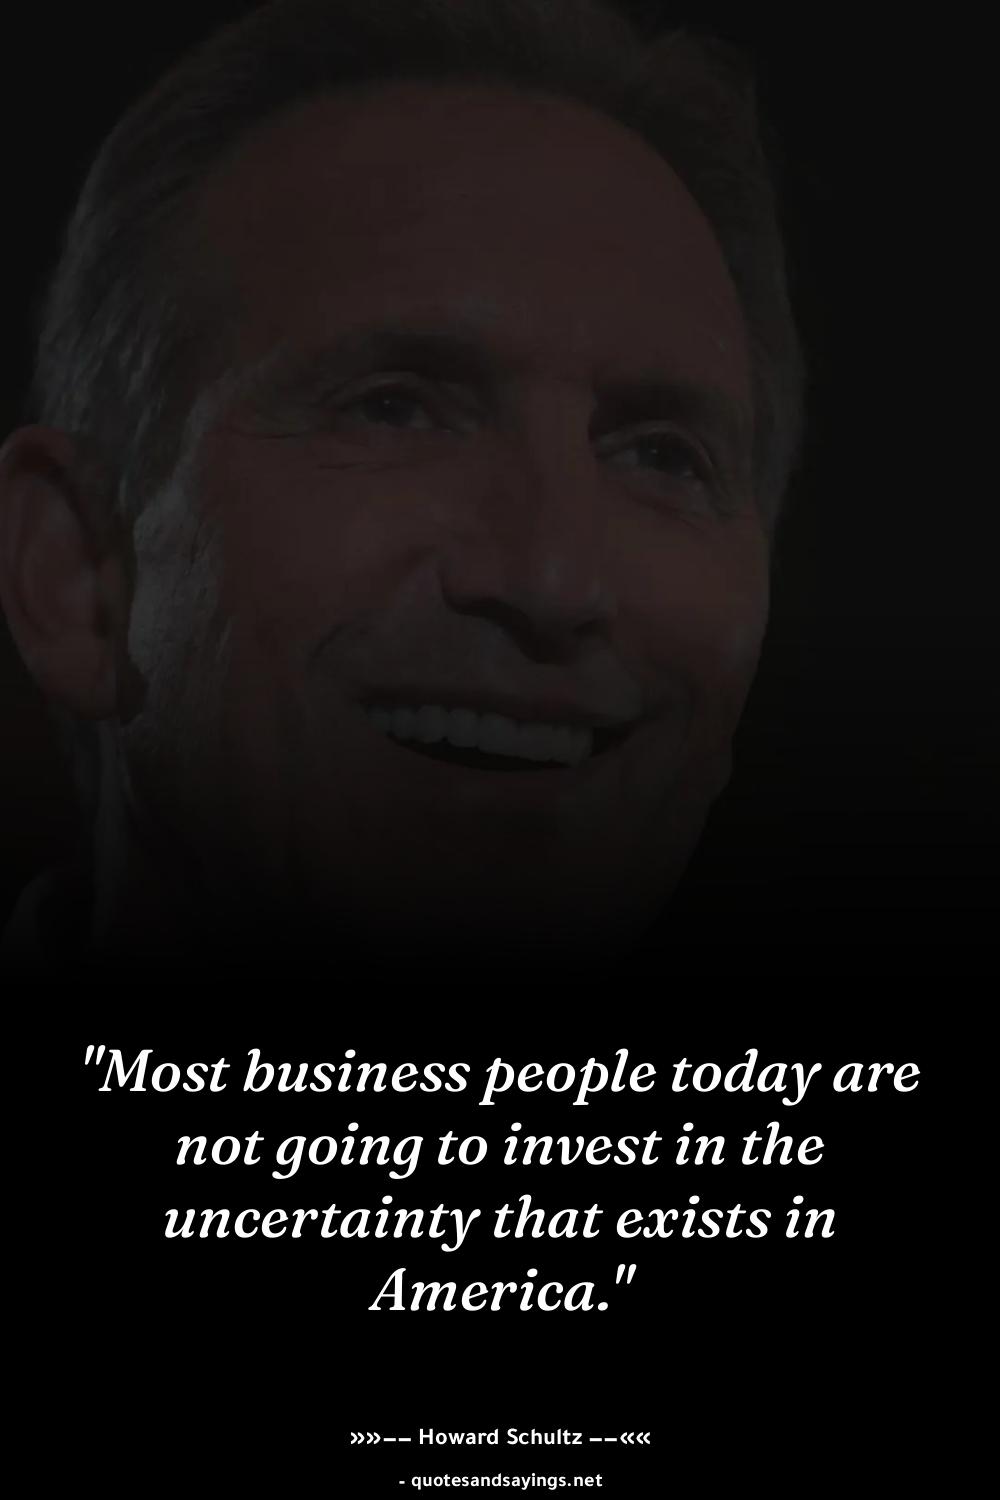 "Most business people today are
not going to invest in the
uncertainty that exists in
America."
»»–– Howard Schultz ––««
- quotesandsayings.net